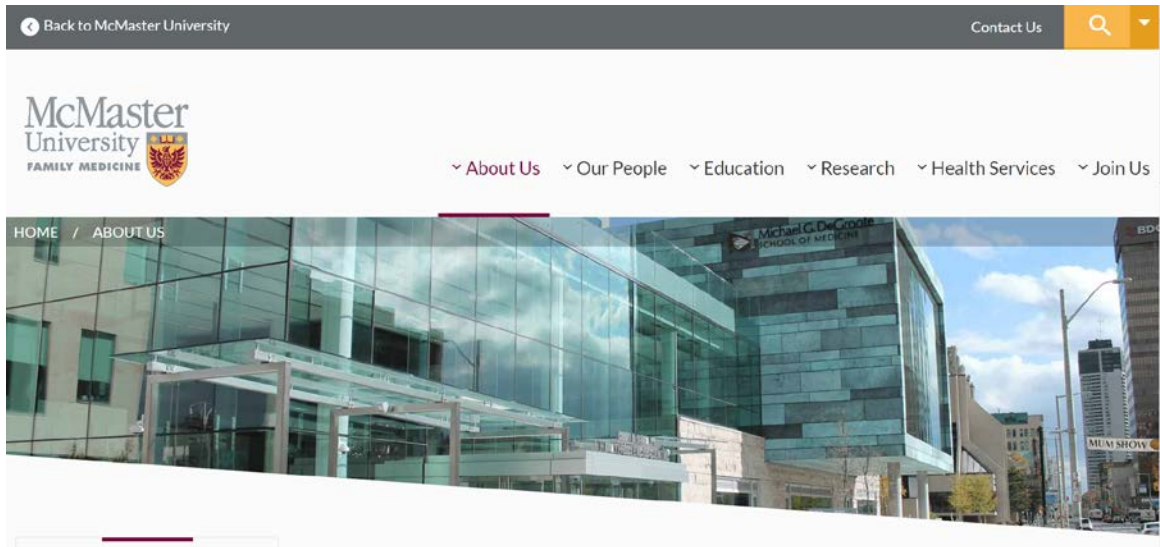 Back to McMaster University
Contact Us
McMaster
University
FAMILY MEDICINE
About Us Our People Education Research Health Services Join Us
HOME / ABOUT US
Michael G. DeGroote
SCHOOL OF MEDICINE
BDO
MUM SHOW